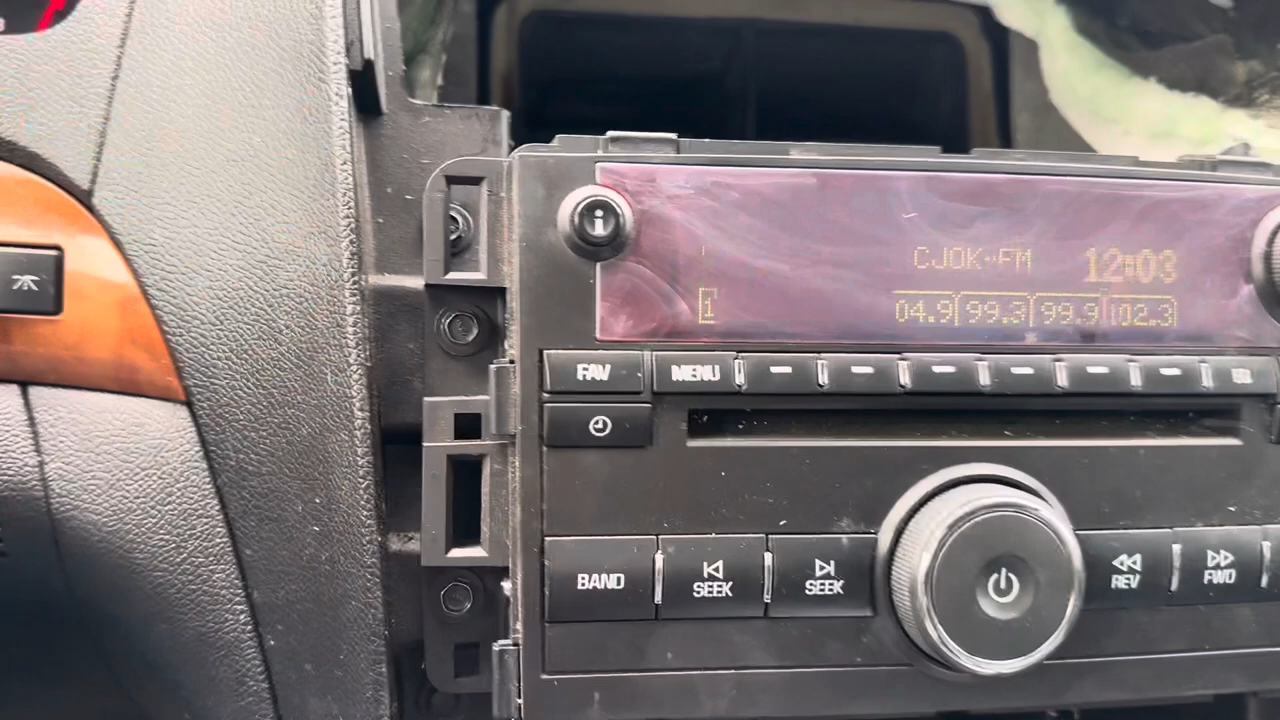 i
CJOK-FM 12:03
1 04.9 99.3 99.9 102.3
FAV MENU
BAND SEEK SEEK REV FWD